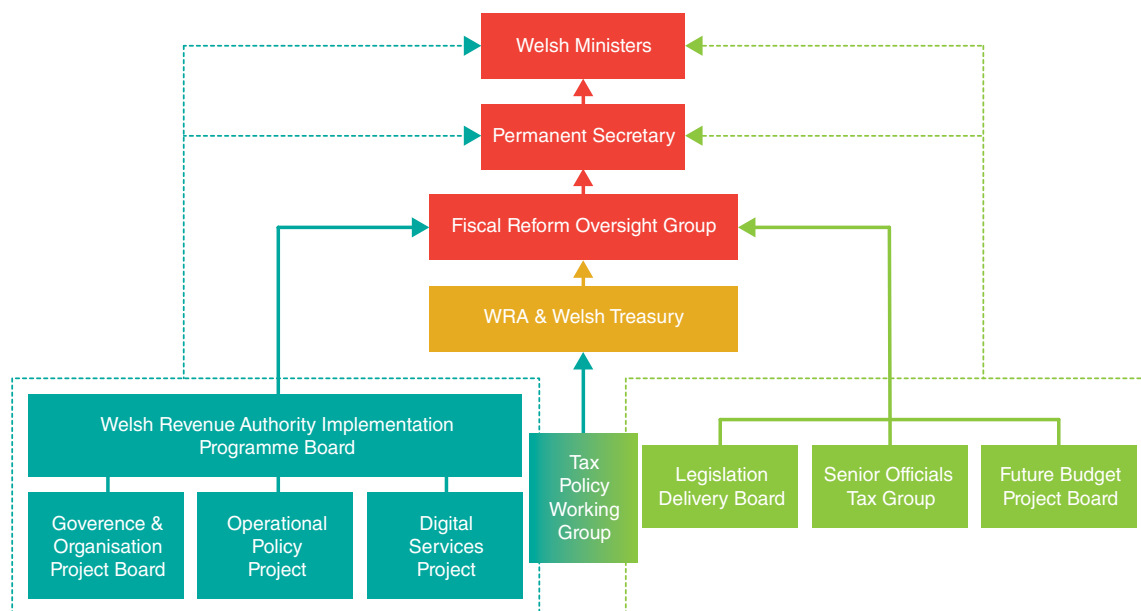 Welsh Ministers
Permanent Secretary
Fiscal Reform Oversight Group
WRA & Welsh Treasury
Welsh Revenue Authority Implementation
Programme Board
Goverence &
Organisation
Project Board
Operational
Policy
Project
Digital
Services
Project
Tax
Policy
Working
Group
Legislation
Delivery Board
Senior Officials
Tax Group
Future Budget
Project Board